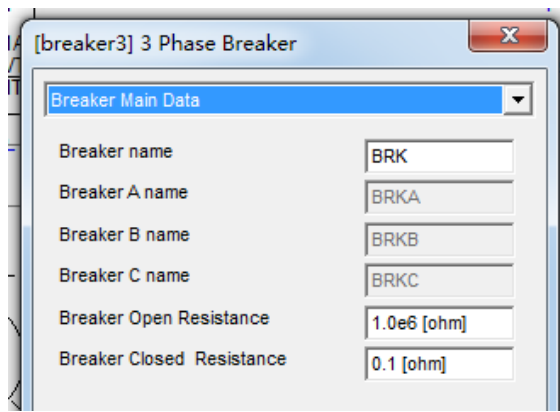 [breaker3] 3 Phase Breaker
Breaker Main Data
Breaker name BRK
Breaker A name BRKA
Breaker B name BRKB
Breaker C name BRKC
Breaker Open Resistance 1.0e6 [ohm]
Breaker Closed Resistance 0.1 [ohm]